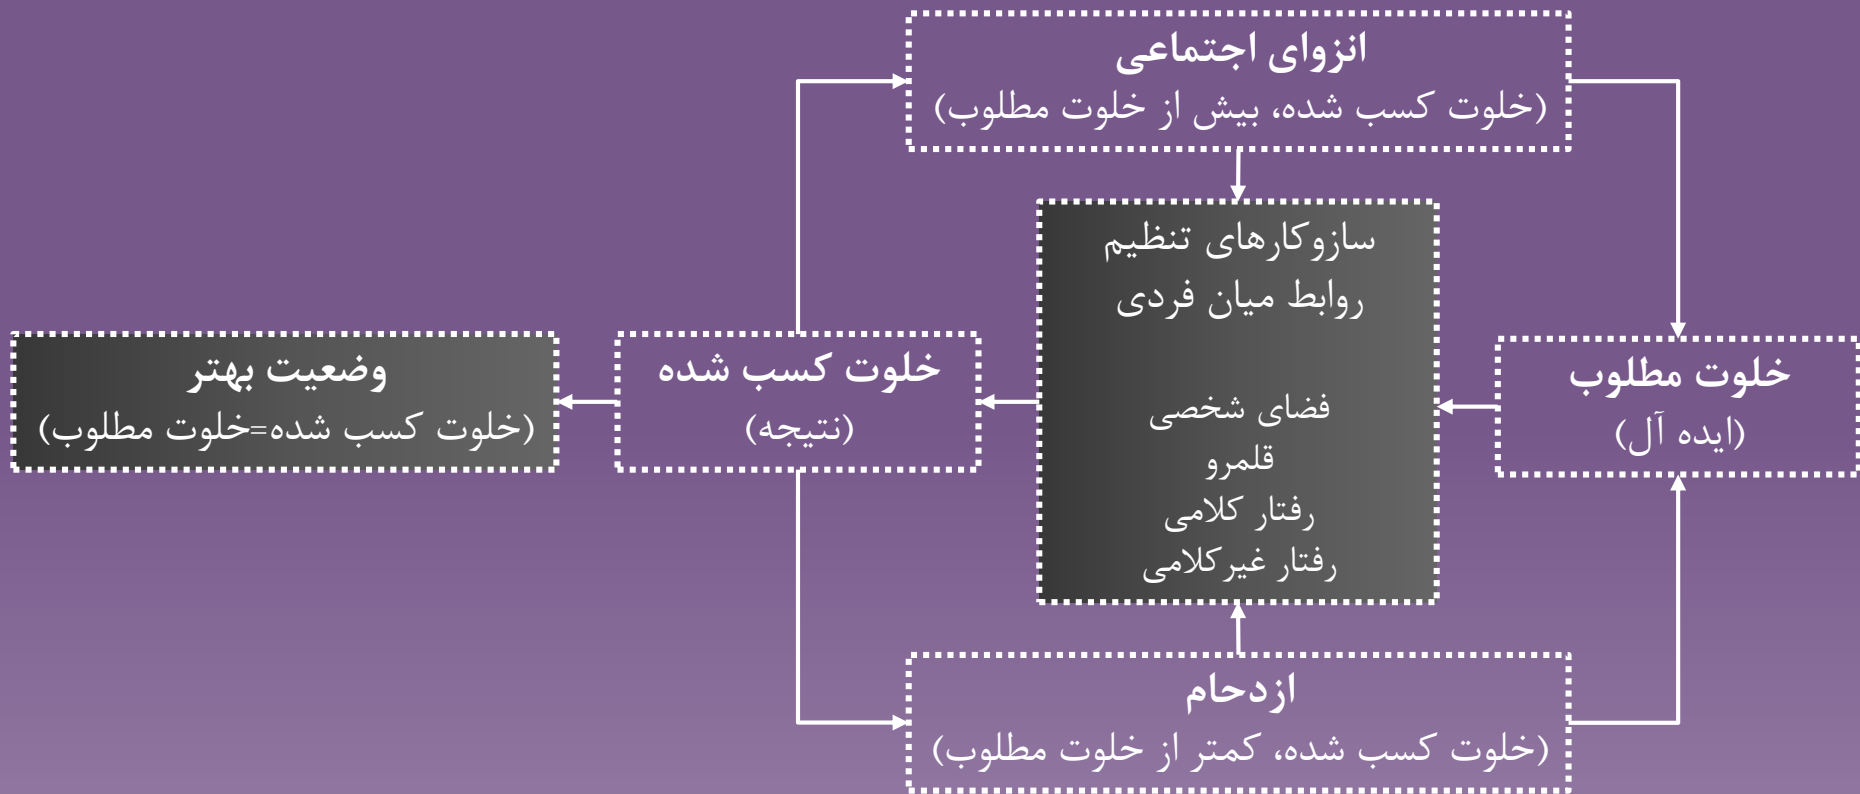 انزوای اجتماعی
(خلوت کسب شده، بیش از خلوت مطلوب)
سازوکارهای تنظیم
روابط میان فردی
فضای شخصی
قلمرو
رفتار کلامی
رفتار غیرکلامی
خلوت مطلوب
(ایده آل)
خلوت کسب شده
(نتیجه)
وضعیت بهتر
(خلوت کسب شده=خلوت مطلوب)
ازدحام
(خلوت کسب شده، کمتر از خلوت مطلوب)